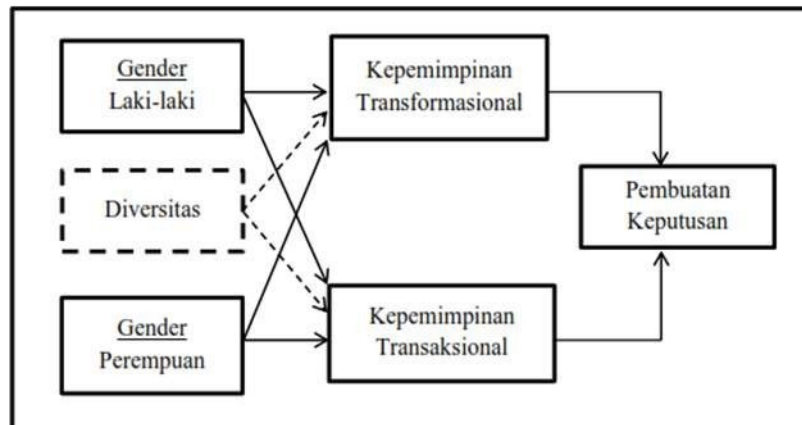 Gender
Laki-laki
Kepemimpinan
Transformasional
Diversitas
Pembuatan
Keputusan
Gender
Perempuan
Kepemimpinan
Transaksional